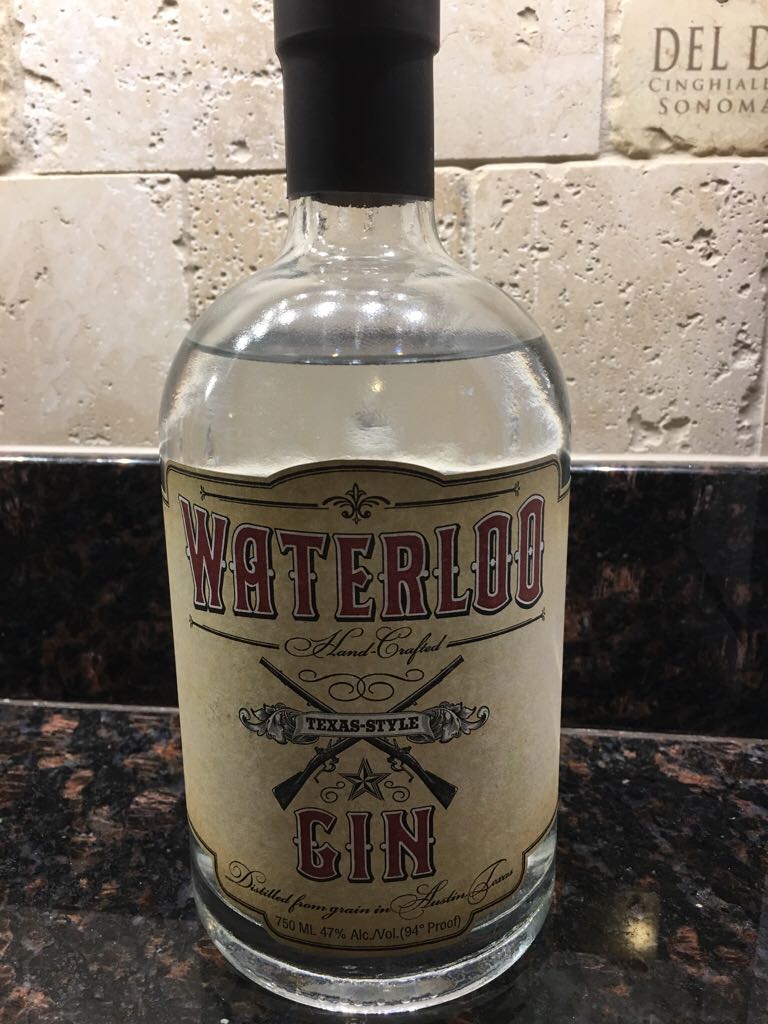 DEL D
CINGHIALE
SONOMA
WATERLOO
Hand-Crafted
TEXAS-STYLE
GIN
Distilled from grain in Austin, Texas
750 ML 47% Alc./Vol.(94° Proof)